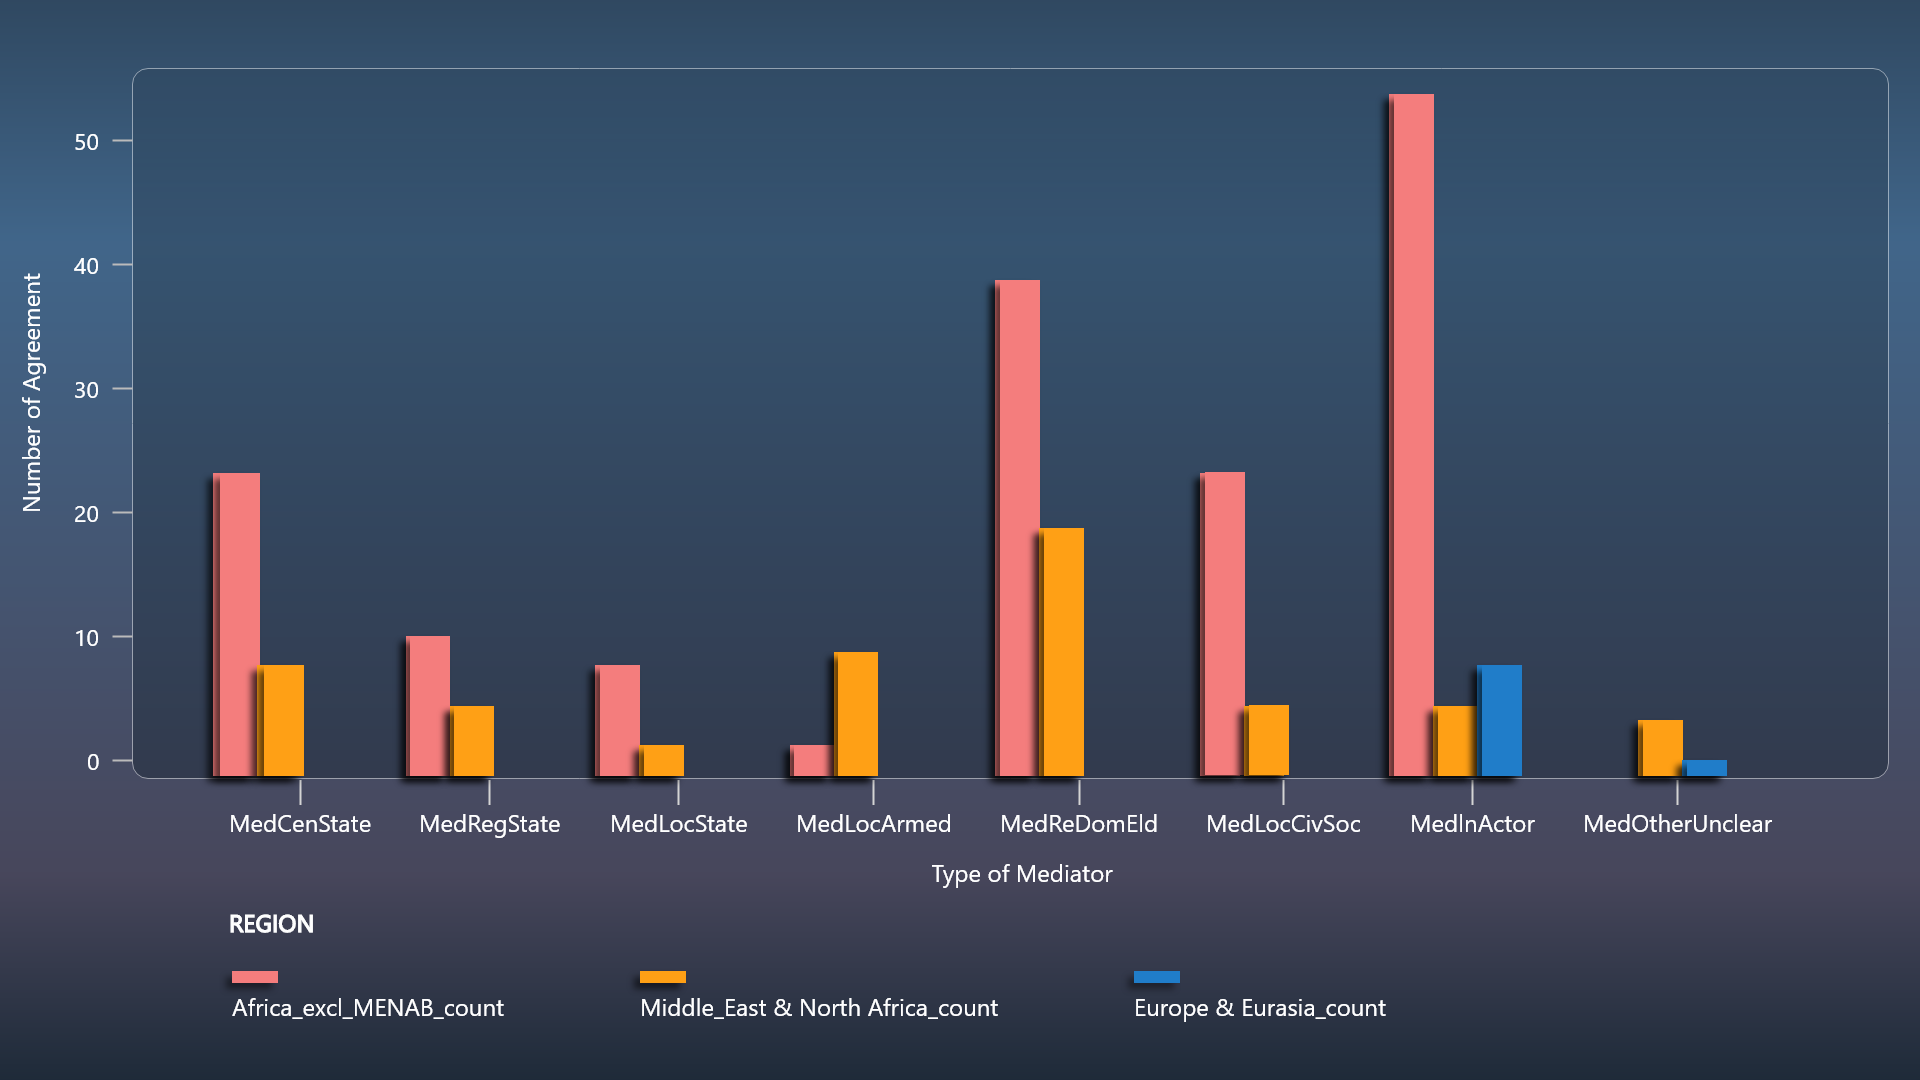 50
40
30
20
10
0
Number of Agreement
MedCenState MedRegState MedLocState MedLocArmed MedReDomEld MedLocCivSoc MedInActor MedOtherUnclear
Type of Mediator
REGION
Africa_excl_MENAB_count Middle_East & North Africa_count Europe & Eurasia_count